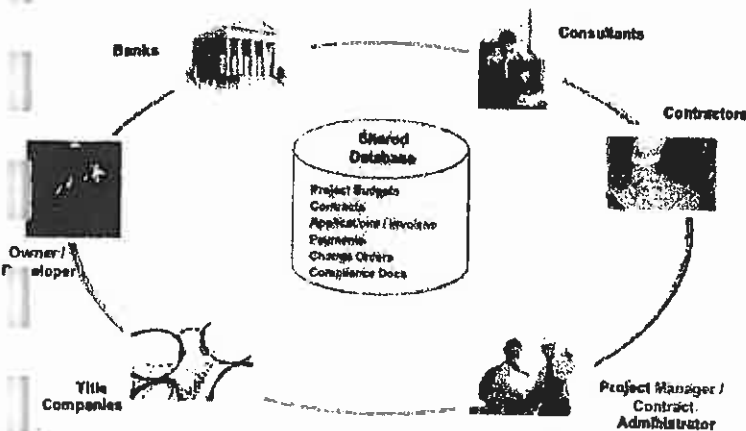 Banks
Consultants
Contractors
Shared
Database
Project Budgets
Contracts
Applications / Invoices
Payments
Change Orders
Compliance Docs
Owner /
Developer
Title
Companies
Project Manager /
Contract
Administrator